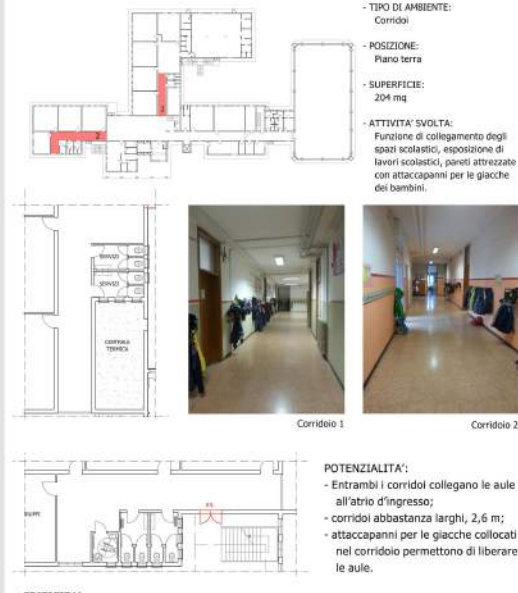 - TIPO DI AMBIENTE:
Corridoi
- POSIZIONE:
Piano terra
- SUPERFICIE:
204 mq
- ATTIVITA' SVOLTA:
Funzione di collegamento degli
spazi scolastici, esposizione di
lavori scolastici, pareti attrezzate
con attaccapanni per le giacche
dei bambini.
2
SERVIZI
SERVIZI
CENTRALE
TERMICA
Corridoio 1
Corridoio 2
POTENZIALITA':
- Entrambi i corridoi collegano le aule
all'atrio d'ingresso;
- corridoi abbastanza larghi, 2,6 m;
- attaccapanni per le giacche collocati
nel corridoio permettono di liberare
le aule.